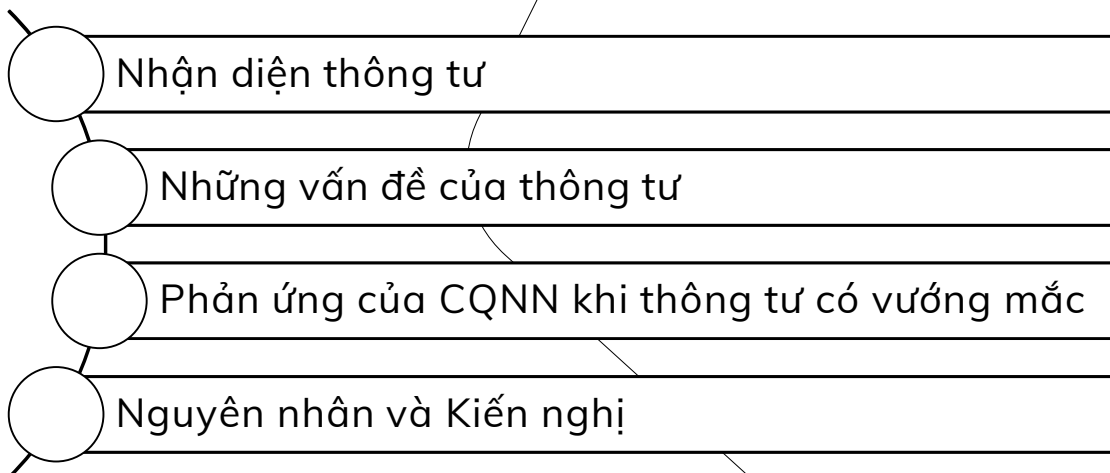 Nhận diện thông tư
Những vấn đề của thông tư
Phản ứng của CQNN khi thông tư có vướng mắc
Nguyên nhân và Kiến nghị